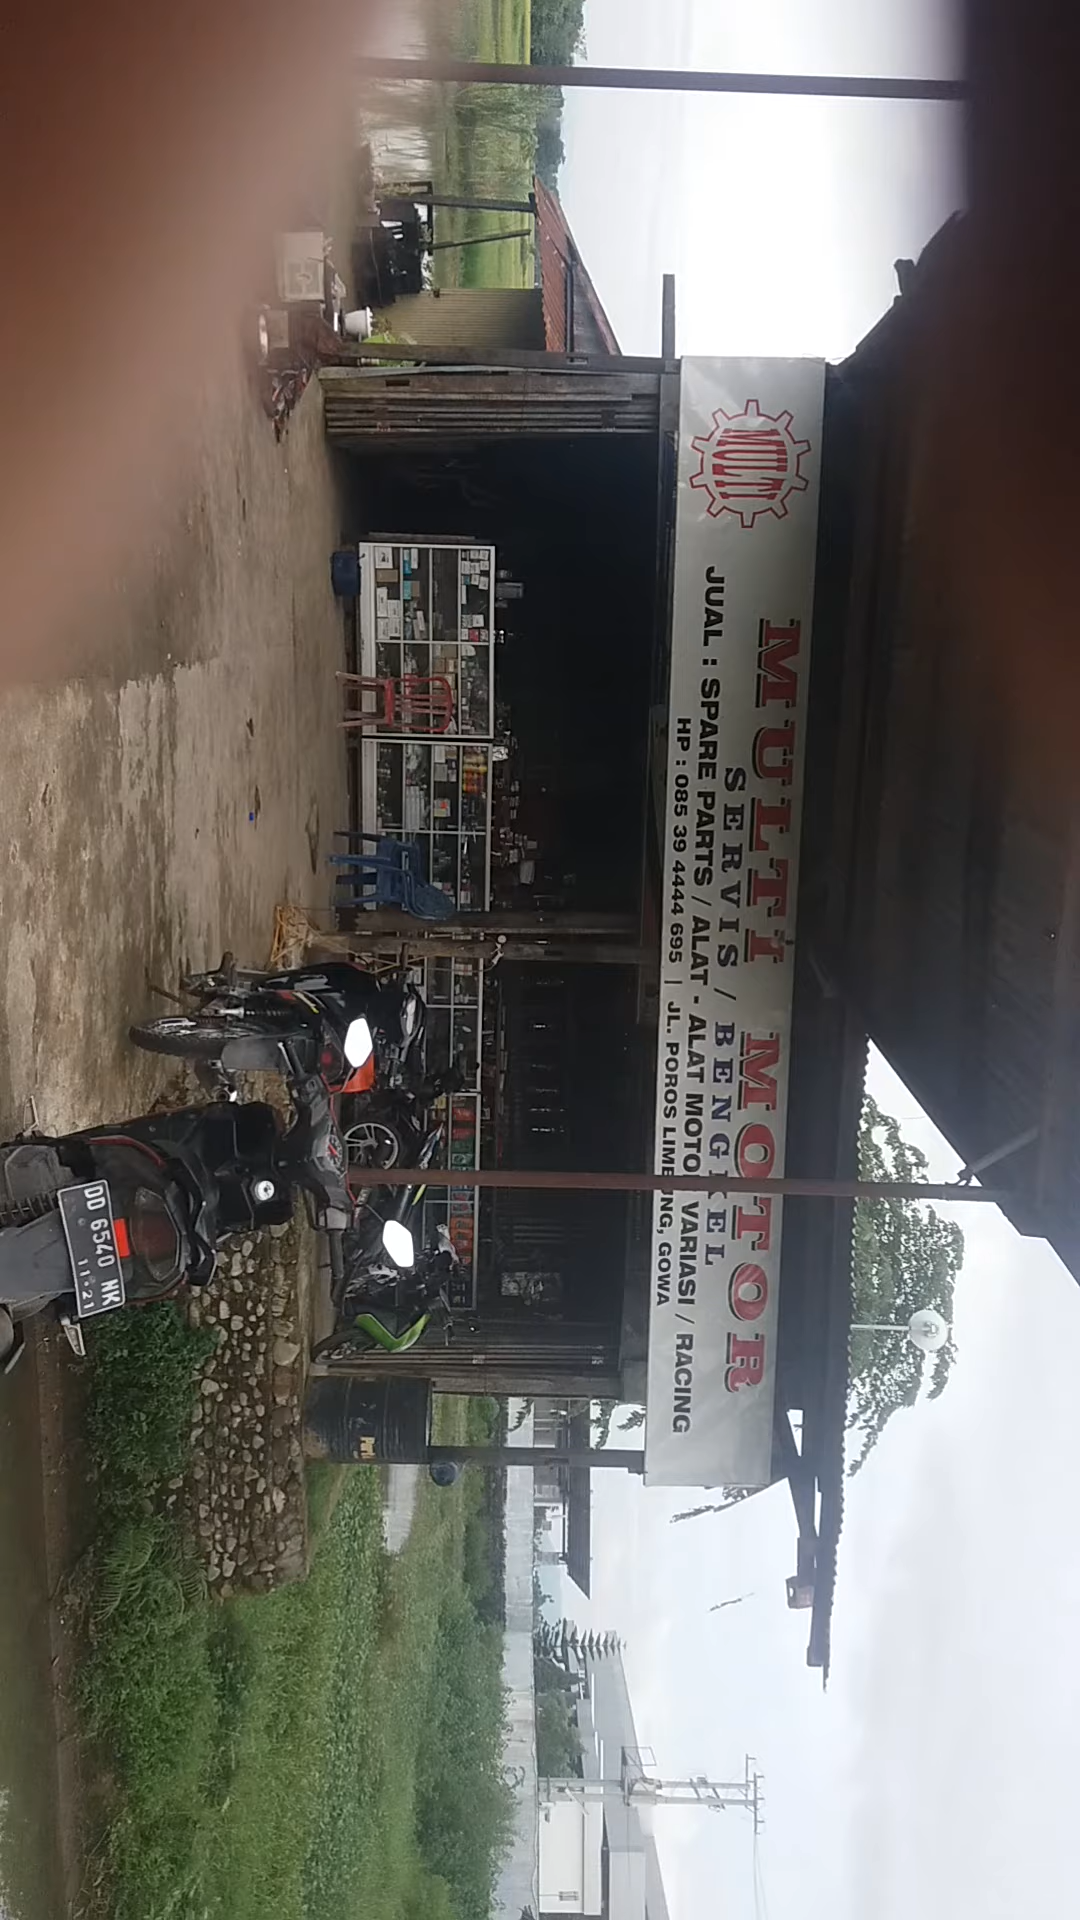 MULTI
MULTI MOTOR
SERVIS / BENGKEL
JUAL : SPARE PARTS / ALAT - ALAT MOTOR VARIASI / RACING
HP : 085 39 4444 695 | JL. POROS LIMBUNG, GOWA
DD 6540 NK
11·21